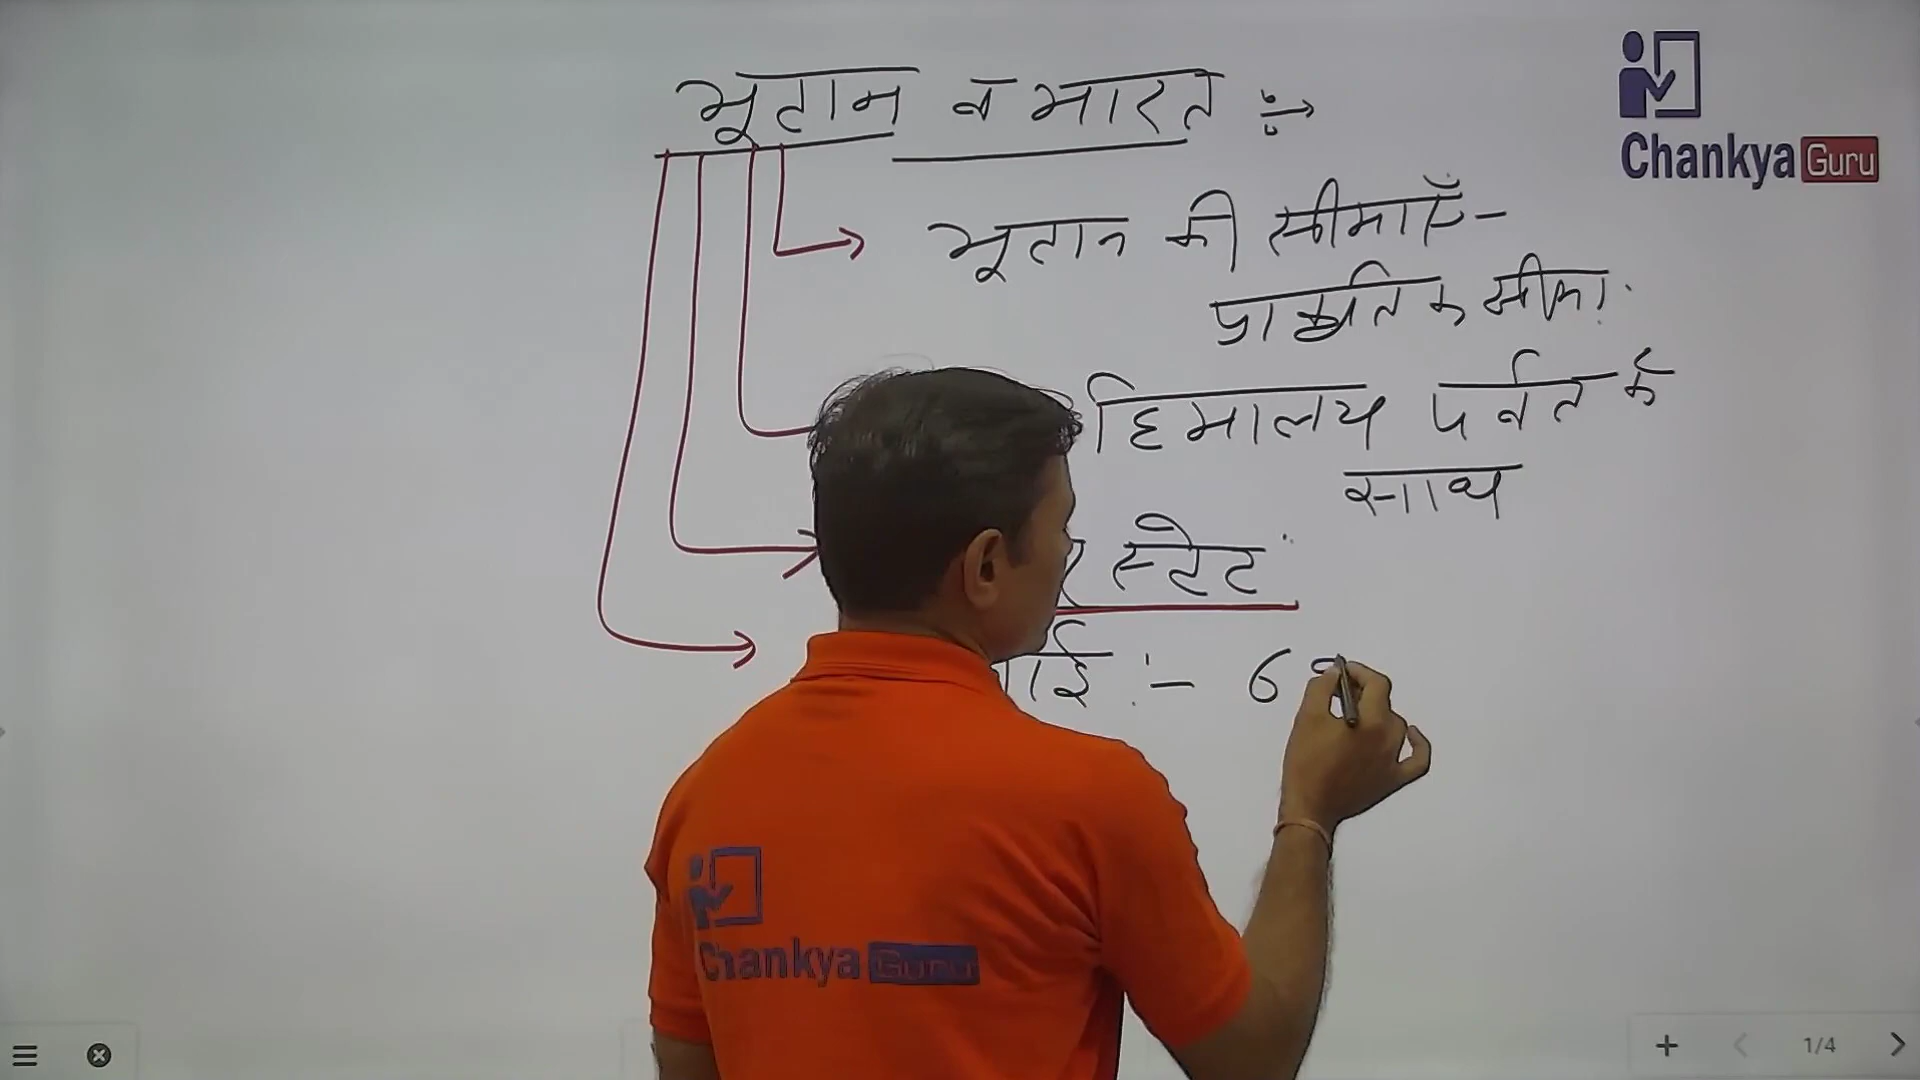 भूटान व भारत :→
Chankya Guru
भूटान की सीमाएँ -
प्राकृतिक सीमा.
हिमालय पर्वत के
साथ
स्टेट
:- 6
Chankya Guru
1/4